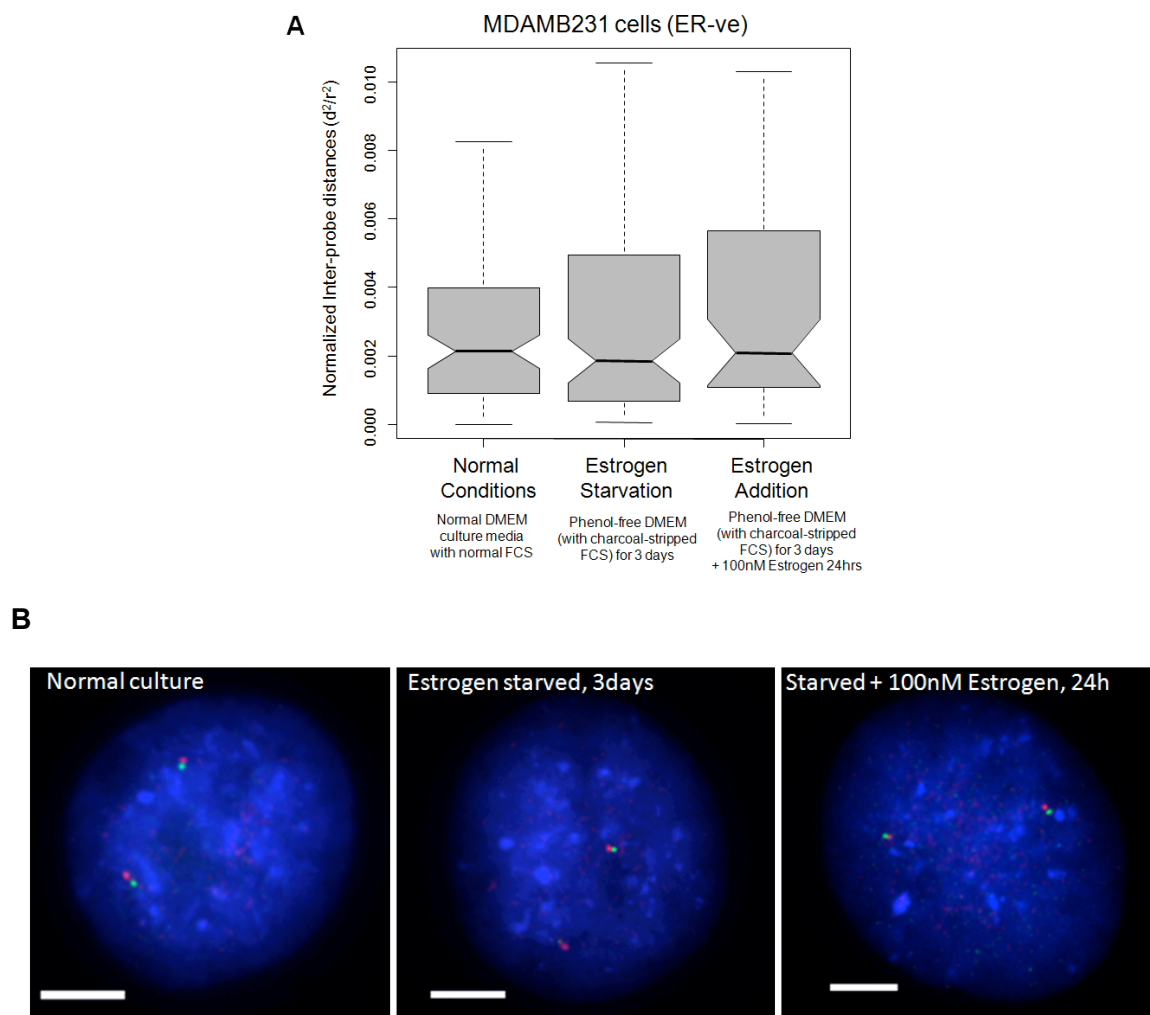 A
MDAMB231 cells (ER-ve)
Normalized Inter-probe distances (d²/r²)
0.010
0.008
0.006
0.004
0.002
0.000
Normal
Conditions
Normal DMEM
culture media
with normal FCS
Estrogen
Starvation
Phenol-free DMEM
(with charcoal-stripped
FCS) for 3 days
Estrogen
Addition
Phenol-free DMEM
(with charcoal-stripped
FCS) for 3 days
+ 100nM Estrogen 24hrs
B
Normal culture
Estrogen starved, 3days
Starved + 100nM Estrogen, 24h